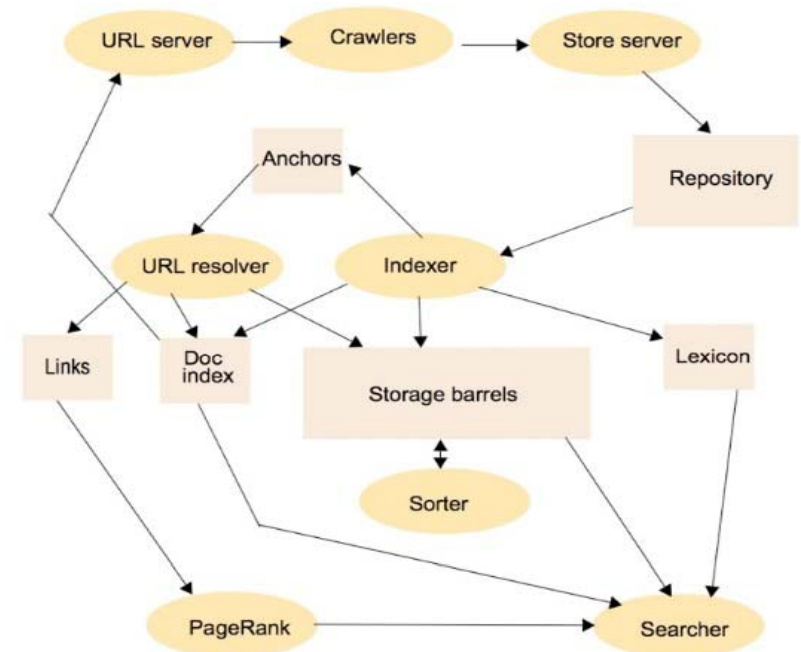 URL server
Crawlers
Store server
Anchors
Repository
URL resolver
Indexer
Links
Doc
index
Storage barrels
Lexicon
Sorter
PageRank
Searcher